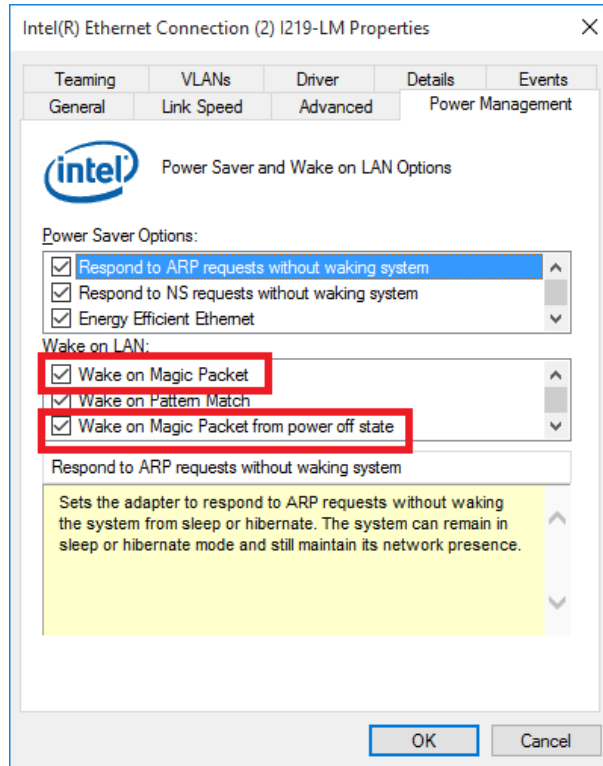 Intel(R) Ethernet Connection (2) I219-LM Properties
Teaming VLANs Driver Details Events
General Link Speed Advanced Power Management
intel
Power Saver and Wake on LAN Options
Power Saver Options:
Respond to ARP requests without waking system
Respond to NS requests without waking system
Energy Efficient Ethernet
Wake on LAN:
Wake on Magic Packet
Wake on Pattern Match
Wake on Magic Packet from power off state
Respond to ARP requests without waking system
Sets the adapter to respond to ARP requests without waking
the system from sleep or hibernate. The system can remain in
sleep or hibernate mode and still maintain its network presence.
OK Cancel